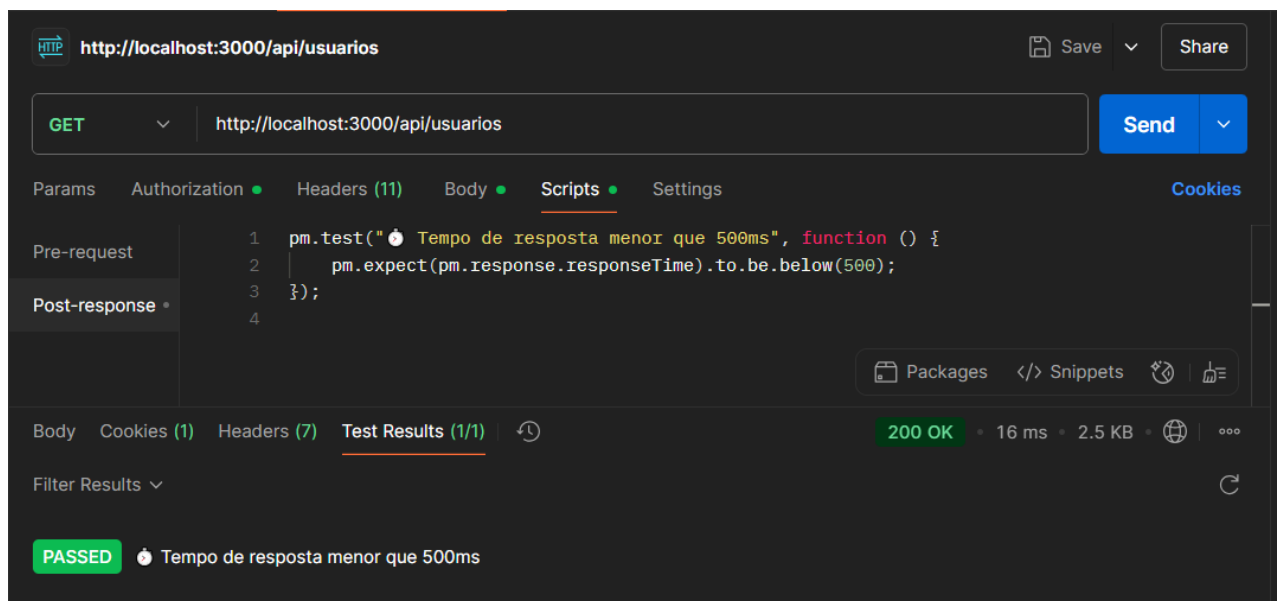 HTTP http://localhost:3000/api/usuarios Save Share
GET http://localhost:3000/api/usuarios Send
Params Authorization Headers (11) Body Scripts Settings Cookies
Pre-request
Post-response
1 pm.test("⏱ Tempo de resposta menor que 500ms", function () {
2 pm.expect(pm.response.responseTime).to.be.below(500);
3 });
4
Packages </> Snippets
Body Cookies (1) Headers (7) Test Results (1/1) 200 OK • 16 ms • 2.5 KB •
Filter Results
PASSED ⏱ Tempo de resposta menor que 500ms